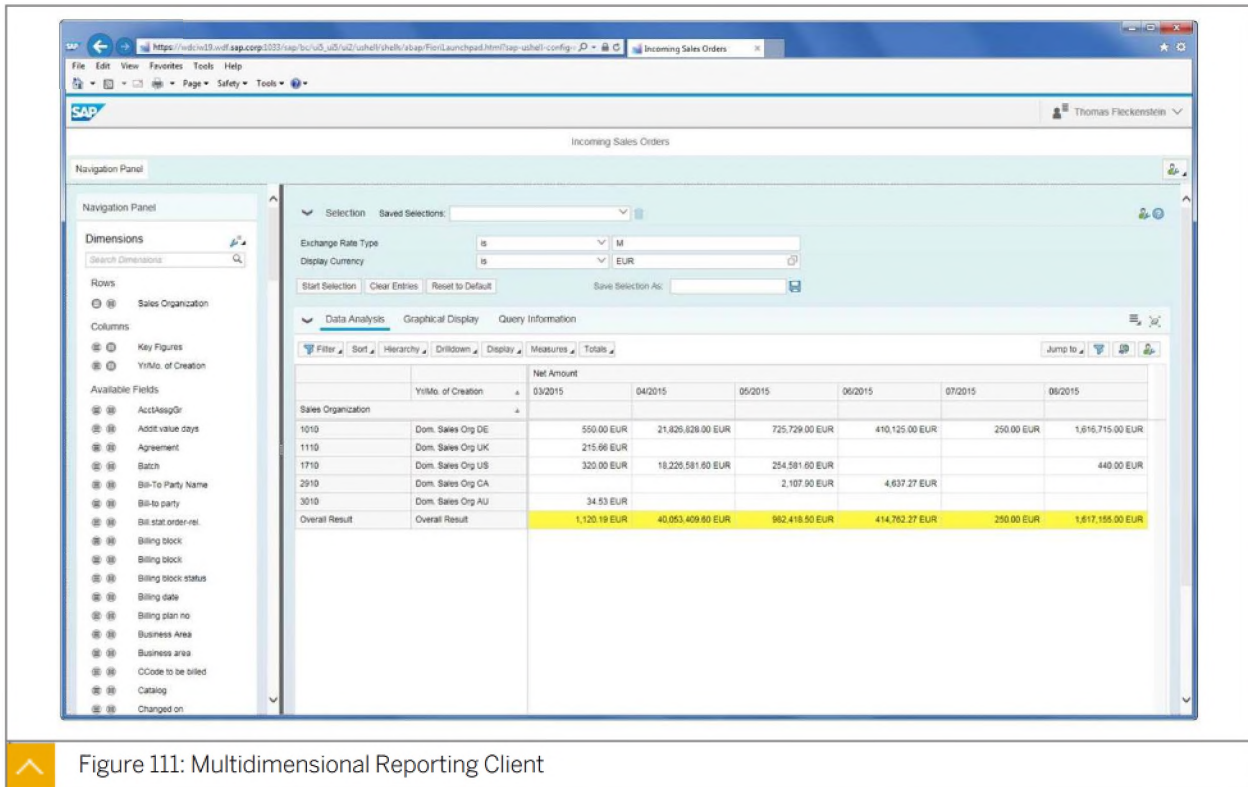 https://wdciw19.wdf.sap.corp:1033/sap/bc/ui5_ui5/ui2/ushell/shells/abap/FioriLaunchpad.html?sap-ushell-config= Incoming Sales Orders
File Edit View Favorites Tools Help
Page Safety Tools
SAP Thomas Fleckenstein
Incoming Sales Orders
Navigation Panel
Navigation Panel
Selection Saved Selections:
Dimensions
Exchange Rate Type is M
Search Dimensions
Display Currency is EUR
Rows
Start Selection Clear Entries Reset to Default Save Selection As:
Sales Organization
Columns
Data Analysis Graphical Display Query Information
Key Figures
Filter Sort Hierarchy Drilldown Display Measures Totals Jump to
Yr/Mo. of Creation
Net Amount
Available Fields
Yr/Mo. of Creation 03/2015 04/2015 05/2015 06/2015 07/2015 08/2015
AcctAssgGr
Sales Organization
Addit value days
1010 Dom. Sales Org DE 550.00 EUR 21,826,828.00 EUR 725,729.00 EUR 410,125.00 EUR 250.00 EUR 1,616,715.00 EUR
Agreement
1110 Dom. Sales Org UK 215.66 EUR
Batch
1710 Dom. Sales Org US 320.00 EUR 18,226,581.60 EUR 254,581.60 EUR 440.00 EUR
Bill-To Party Name
2910 Dom. Sales Org CA 2,107.90 EUR 4,637.27 EUR
Bill-to party
3010 Dom. Sales Org AU 34.53 EUR
Bill.stat.order-rel.
Overall Result Overall Result 1,120.19 EUR 40,053,409.60 EUR 982,418.50 EUR 414,762.27 EUR 250.00 EUR 1,617,155.00 EUR
Billing block
Billing block
Billing block status
Billing date
Billing plan no
Business Area
Business area
CCode to be billed
Catalog
Changed on
Figure 111: Multidimensional Reporting Client